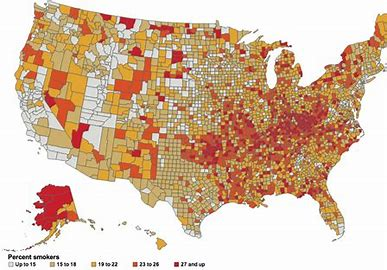 Percent smokers
Up to 15 15 to 18 19 to 22 23 to 26 27 and up